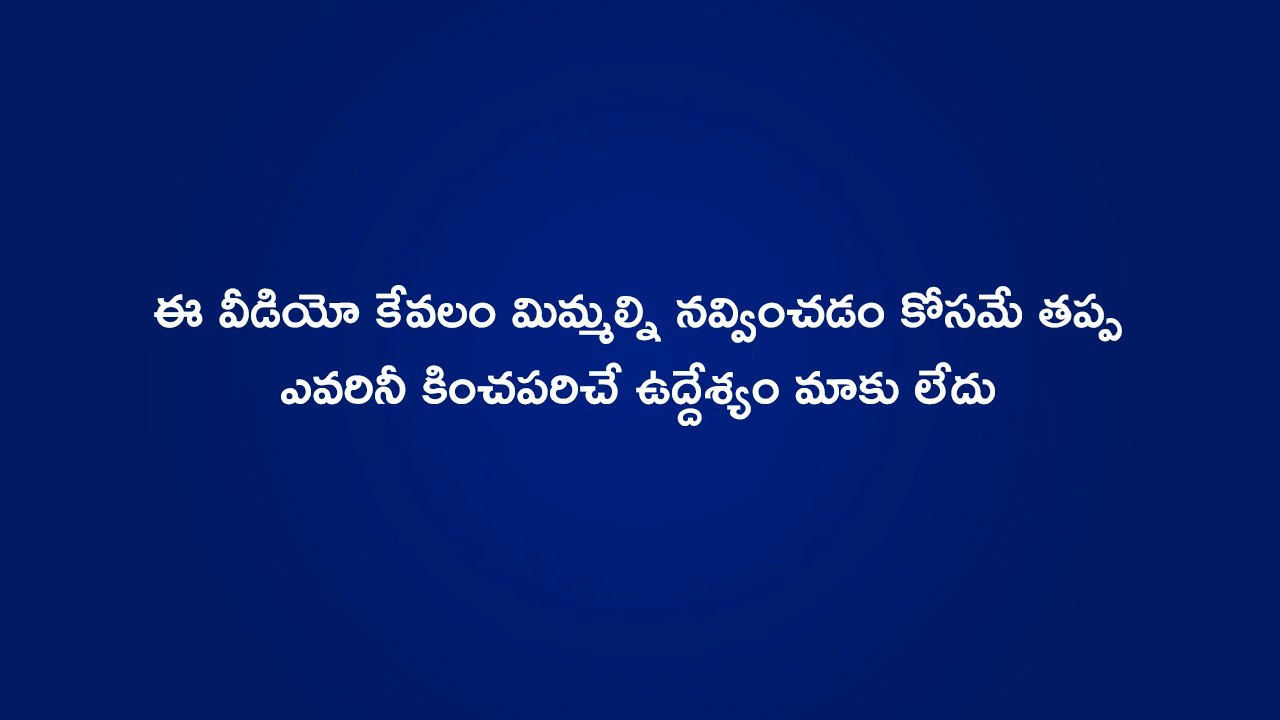 ఈ వీడియో కేవలం మిమ్మల్ని నవ్వించడం కోసమే తప్ప
ఎవరినీ కించపరిచే ఉద్దేశ్యం మాకు లేదు